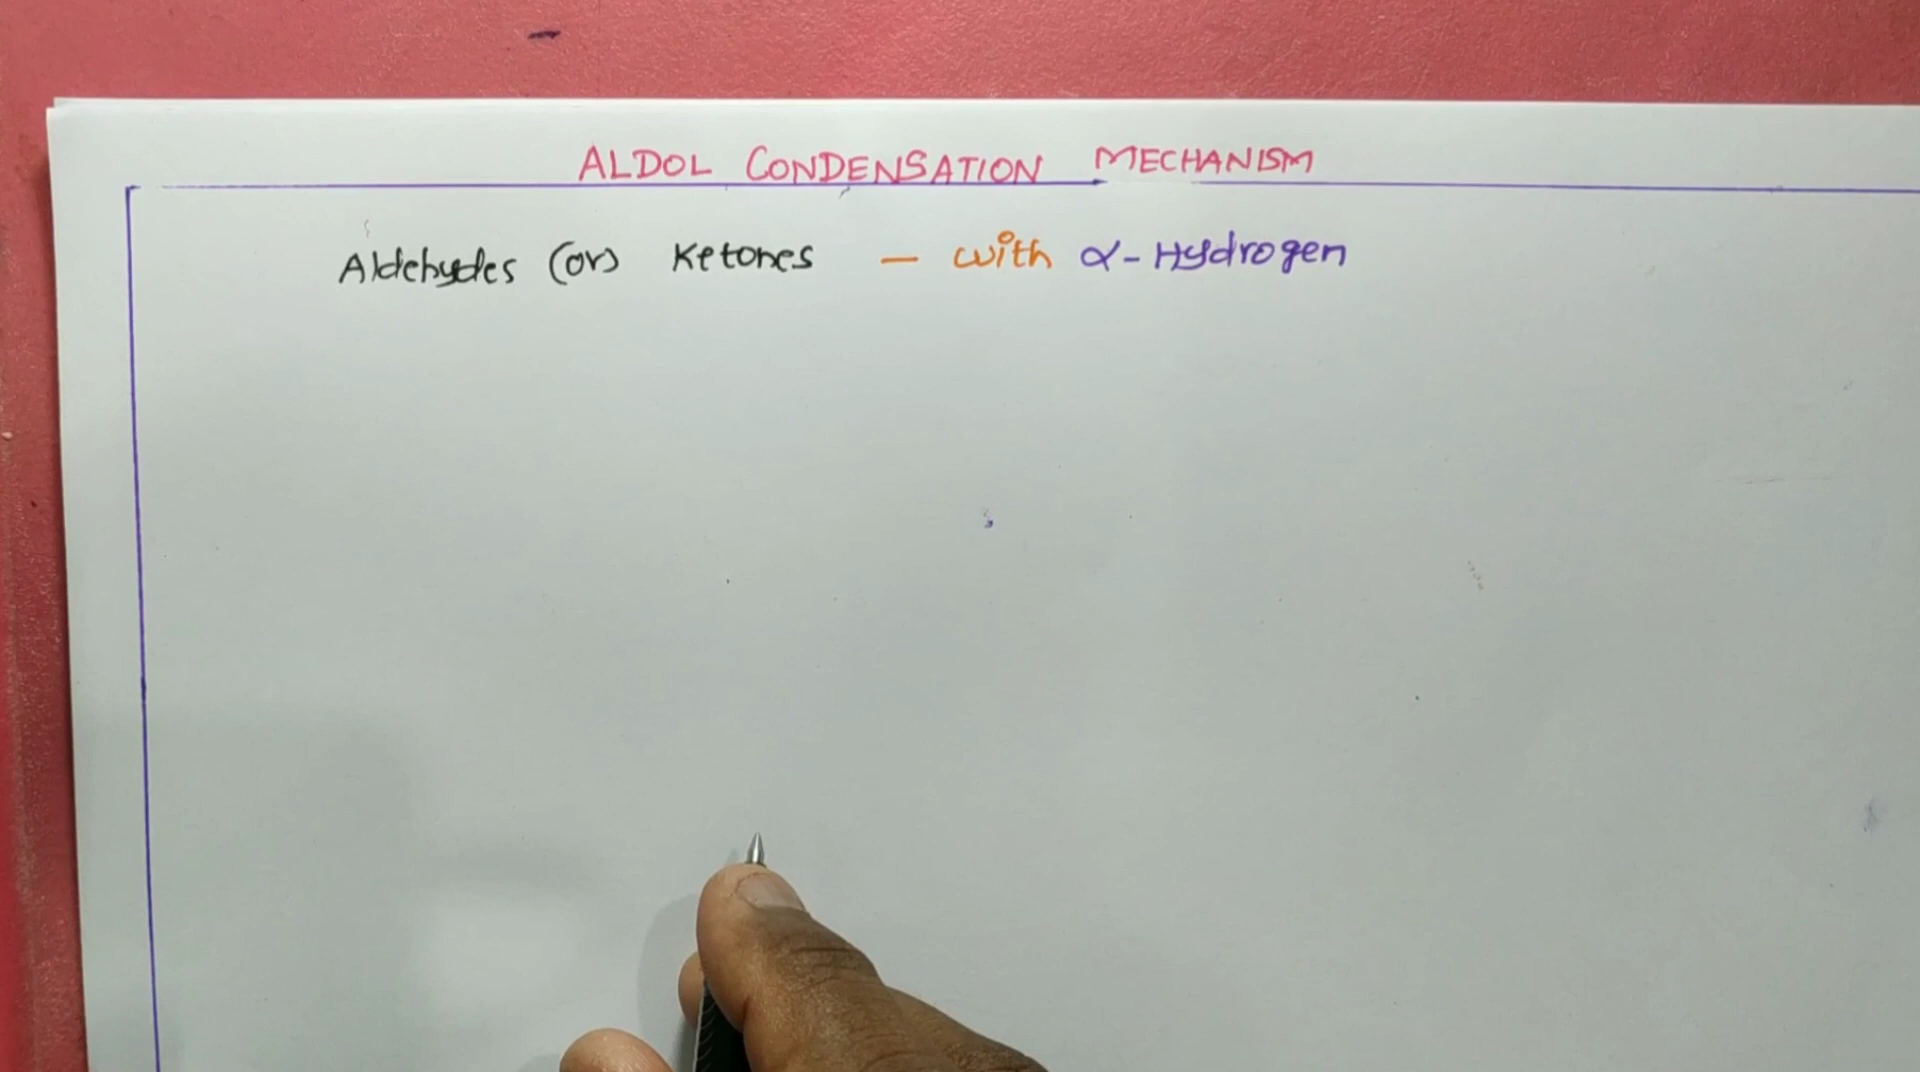 ALDOL CONDENSATION MECHANISM
Aldehydes (or) Ketones – with α-Hydrogen